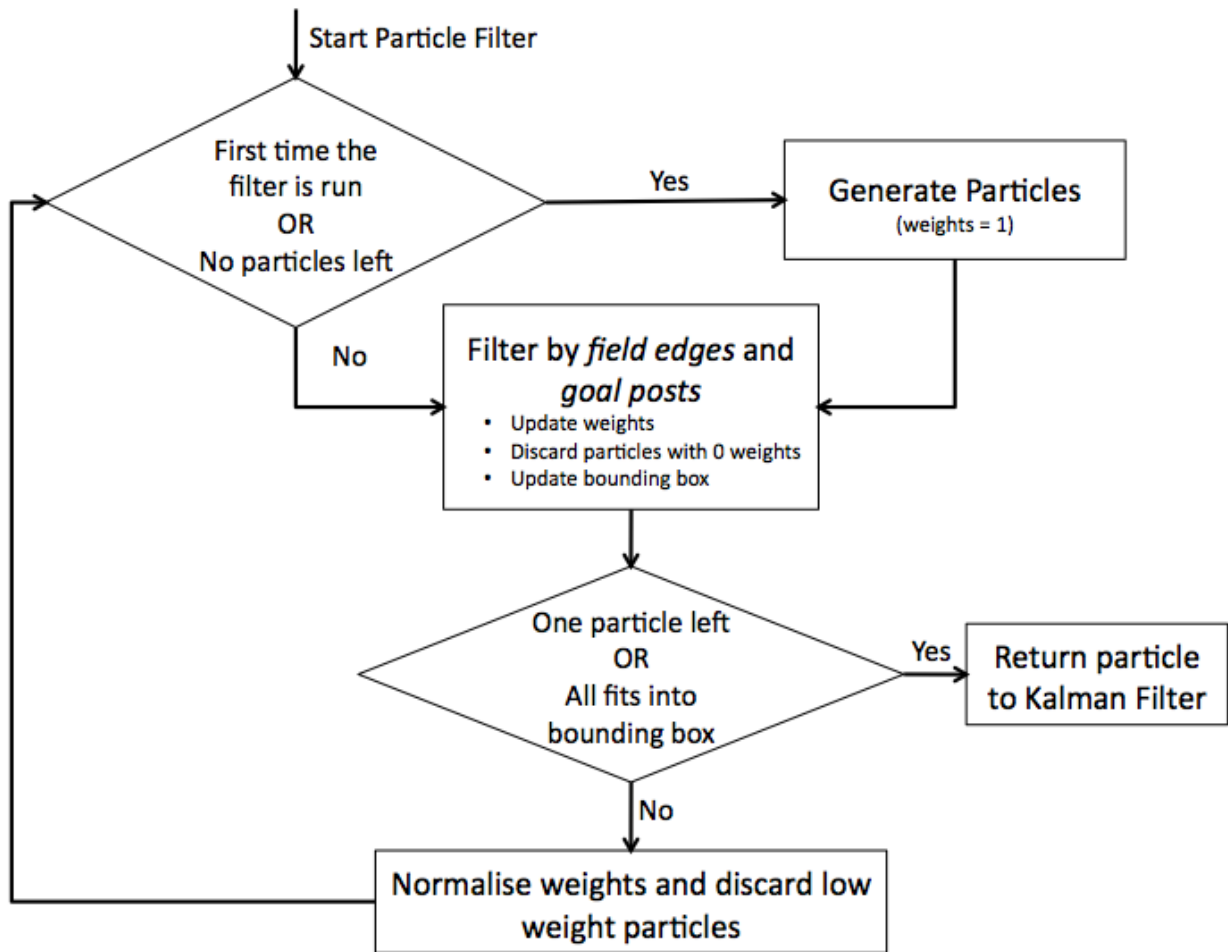 Start Particle Filter
First time the
filter is run
OR
No particles left
Yes
Generate Particles
(weights = 1)
No
Filter by field edges and
goal posts
• Update weights
• Discard particles with 0 weights
• Update bounding box
One particle left
OR
All fits into
bounding box
Yes
Return particle
to Kalman Filter
No
Normalise weights and discard low
weight particles